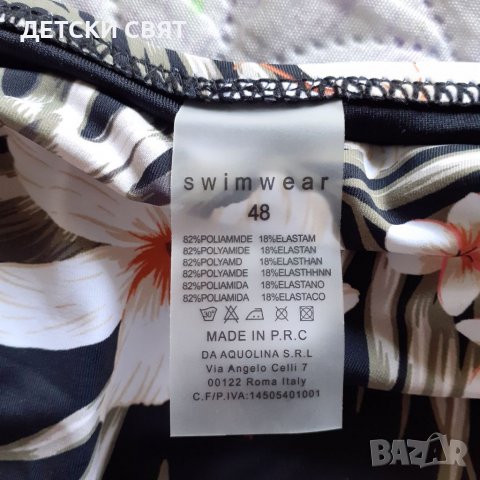 ДЕТСКИ СВЯТ
swimwear
48
82%POLIAMMDE 18%ELASTAM
82%POLYAMIDE 18%ELASTAN
82%POLYAMD 18%ELASTHAN
82%POLYAMDE 18%ELASTHHNN
82%POLIAMIDA 18%ELASTANO
82%POLIAMIDA 18%ELASTACO
MADE IN P.R.C
DA AQUOLINA S.R.L
Via Angelo Celli 7
00122 Roma Italy
C.F/P.IVA:14505401001
BAZAR